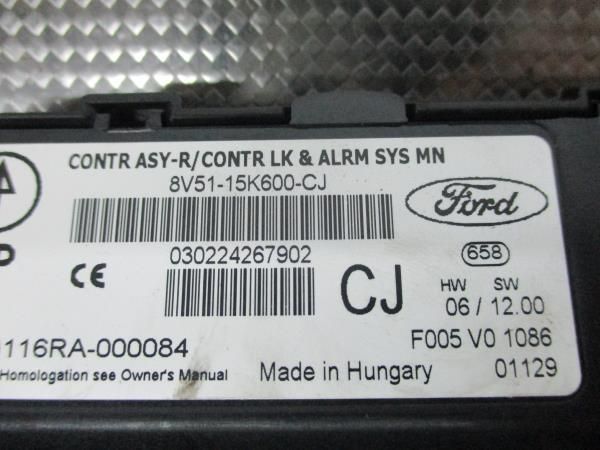 CONTR ASY-R/CONTR LK & ALRM SYS MN
8V51-15K600-CJ
Ford
030224267902
658
CE
CJ
HW SW
06 / 12.00
116RA-000084
F005 V0 1086
Homologation see Owner's Manual
Made in Hungary
01129